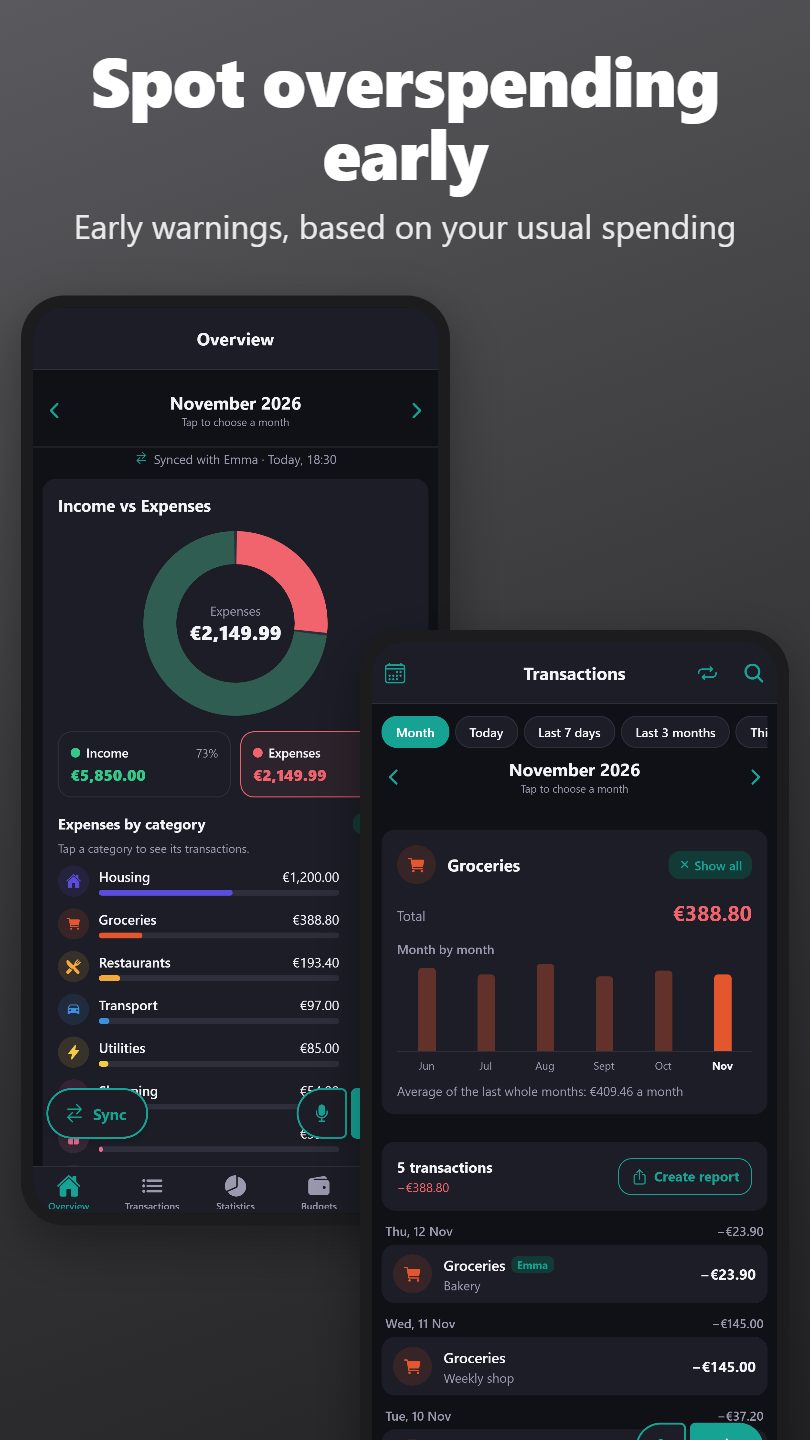 Spot overspending
early
Early warnings, based on your usual spending
Overview
November 2026
Tap to choose a month
Synced with Emma · Today, 18:30
Income vs Expenses
Expenses
€2,149.99
Income 73%
€5,850.00
Expenses
€2,149.99
Expenses by category
Tap a category to see its transactions.
Housing €1,200.00
Groceries €388.80
Restaurants €193.40
Transport €97.00
Utilities €85.00
Sync
Overview Transactions Statistics Budgets
Transactions
Month Today Last 7 days Last 3 months
November 2026
Tap to choose a month
Groceries × Show all
Total €388.80
Month by month
Jun Jul Aug Sept Oct Nov
Average of the last whole months: €409.46 a month
5 transactions
−€388.80
Create report
Thu, 12 Nov −€23.90
Groceries Emma
Bakery
−€23.90
Wed, 11 Nov −€145.00
Groceries
Weekly shop
−€145.00
Tue, 10 Nov −€37.20